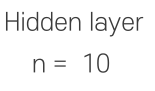 Hidden layer
n = 10